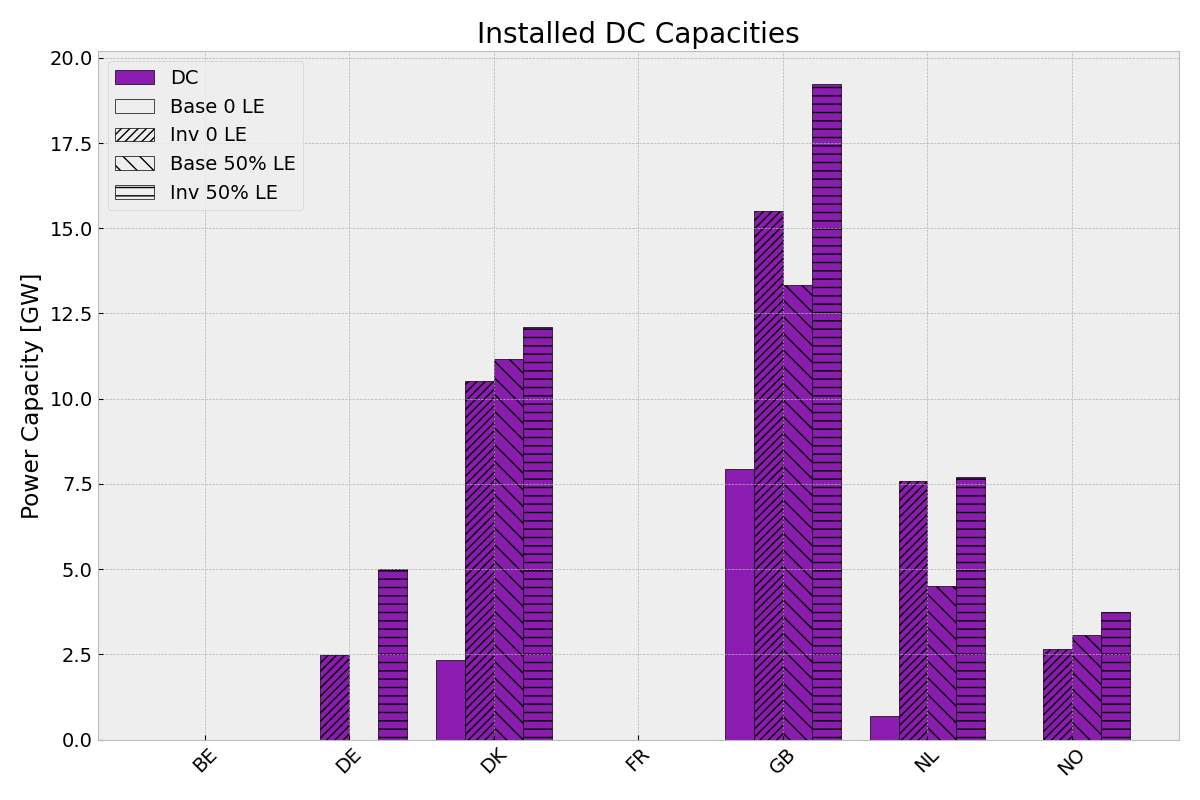 Installed DC Capacities
20.0
17.5
15.0
12.5
10.0
7.5
5.0
2.5
0.0
Power Capacity [GW]
DC
Base 0 LE
Inv 0 LE
Base 50% LE
Inv 50% LE
BE
DE
DK
FR
GB
NL
NO